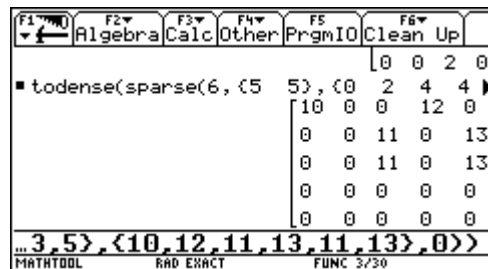 F1 F2 F3 F4 F5 F6
Algebra Calc Other PrgmIO Clean Up
0 0 2 0
todense(sparse(6,{5 5},{0 2 4 4
10 0 0 12 0
0 0 11 0 13
0 0 11 0 13
0 0 0 0 0
0 0 0 0 0
…3,5},{10,12,11,13,11,13},0))
MATHTOOL RAD EXACT FUNC 3/30